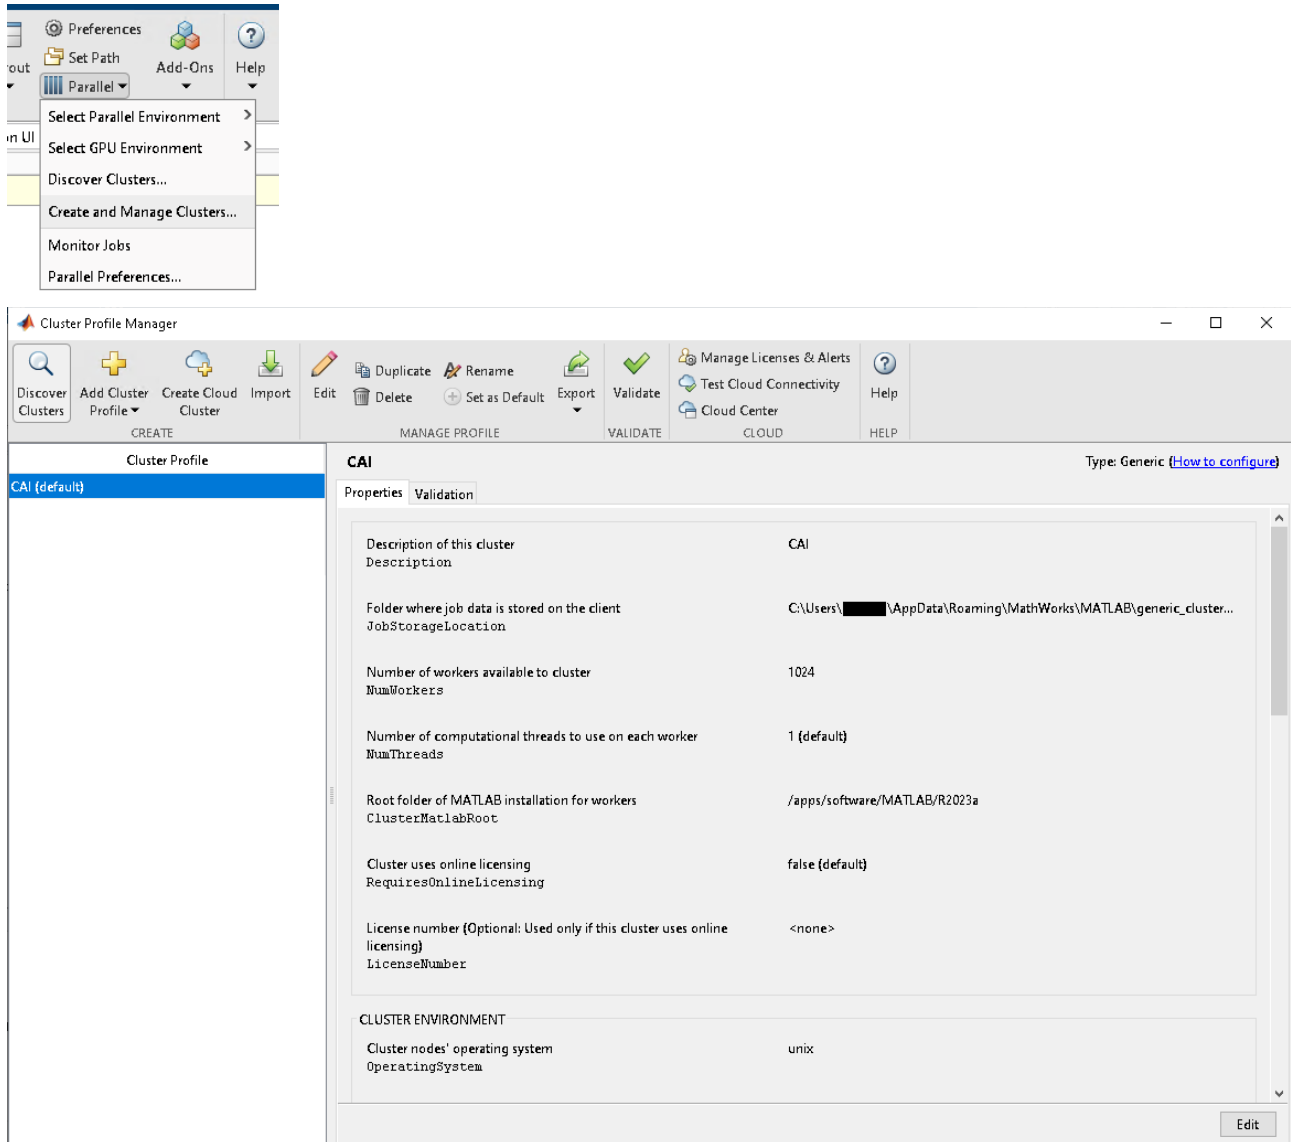 Preferences
Set Path
Parallel
out
Add-Ons
Help
Select Parallel Environment
on UI
Select GPU Environment
Discover Clusters...
Create and Manage Clusters...
Monitor Jobs
Parallel Preferences...
Cluster Profile Manager
Discover Clusters
Add Cluster Profile
Create Cloud Cluster
Import
CREATE
Edit
Duplicate
Rename
Delete
Set as Default
Export
MANAGE PROFILE
Validate
VALIDATE
Manage Licenses & Alerts
Test Cloud Connectivity
Cloud Center
CLOUD
Help
HELP
Cluster Profile
CAI (default)
CAI
Type: Generic (How to configure)
Properties
Validation
Description of this cluster CAI
Description
Folder where job data is stored on the client C:\Users\ \AppData\Roaming\MathWorks\MATLAB\generic_cluster...
JobStorageLocation
Number of workers available to cluster 1024
NumWorkers
Number of computational threads to use on each worker 1 (default)
NumThreads
Root folder of MATLAB installation for workers /apps/software/MATLAB/R2023a
ClusterMatlabRoot
Cluster uses online licensing false (default)
RequiresOnlineLicensing
License number (Optional: Used only if this cluster uses online <none>
licensing)
LicenseNumber
CLUSTER ENVIRONMENT
Cluster nodes' operating system unix
OperatingSystem
Edit